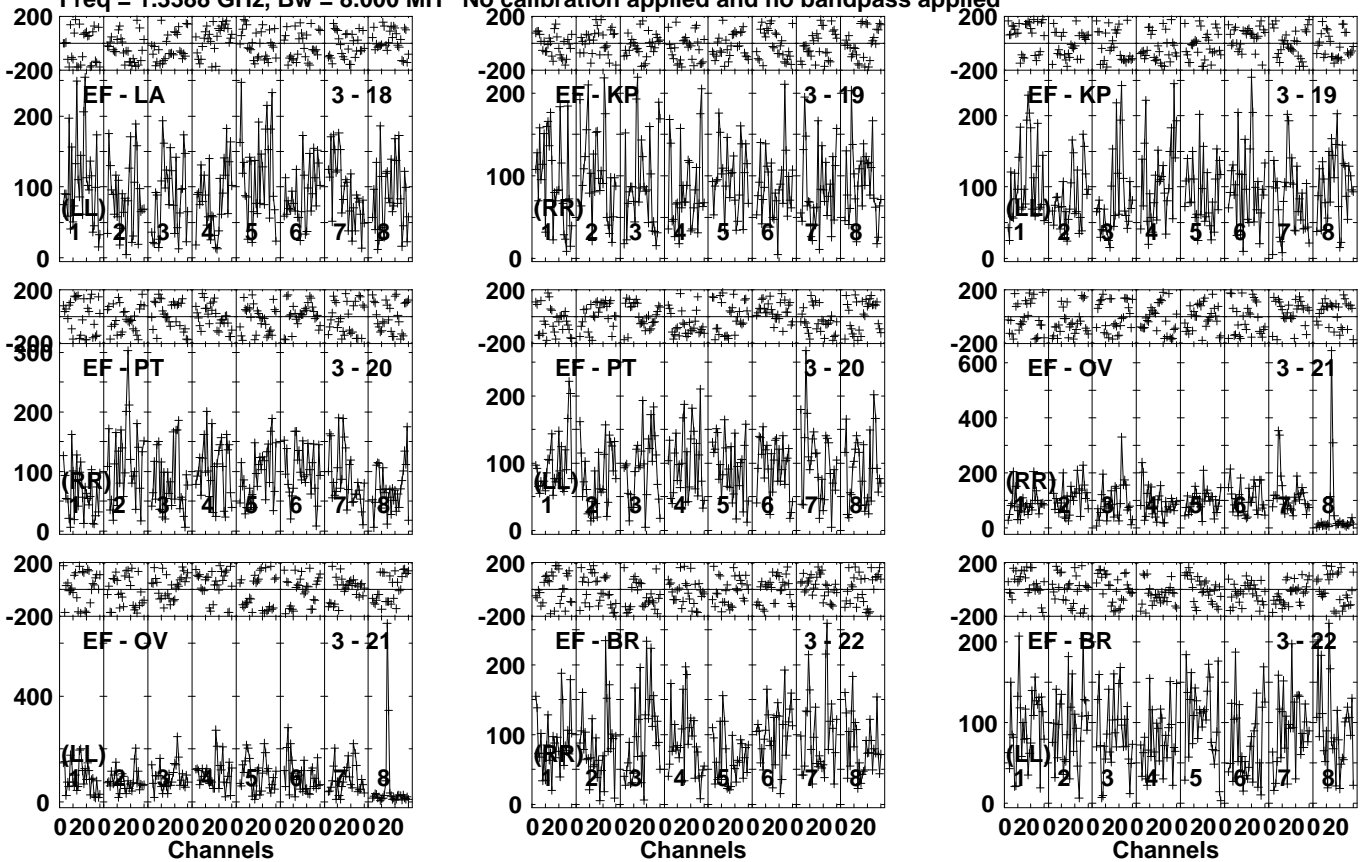 Freq = 1.5388 GHz, Bw = 8.000 MH No calibration applied and no bandpass applied
200 200 200
-200 -200 -200
EF - LA 3 - 18 EF - KP 3 - 19 EF - KP 3 - 19
200 200 200
100 100 100
(LL) (RR) (LL)
1 2 3 4 5 6 7 8 1 2 3 4 5 6 7 8 1 2 3 4 5 6 7 8
0 0 0
200 200 200
-200 -200 -200
300 600
EF - PT 3 - 20 EF - PT 3 - 20 EF - OV 3 - 21
200 200 400
100 100 200
(RR) (LL) (RR)
1 2 3 4 5 6 7 8 1 2 3 4 5 6 7 8 1 2 3 4 5 6 7 8
0 0 0
200 200 200
-200 -200 -200
EF - OV 3 - 21 EF - BR 3 - 22 EF - BR 3 - 22
400 200 200
100 100
(LL) (RR) (LL)
1 2 3 4 5 6 7 8 1 2 3 4 5 6 7 8 1 2 3 4 5 6 7 8
0 0 0
0 20 0 20 0 20 0 20 0 20 0 20 0 20 0 20 0 20 0 20 0 20 0 20 0 20 0 20 0 20 0 20 0 20 0 20 0 20 0 20 0 20 0 20 0 20 0 20
Channels Channels Channels